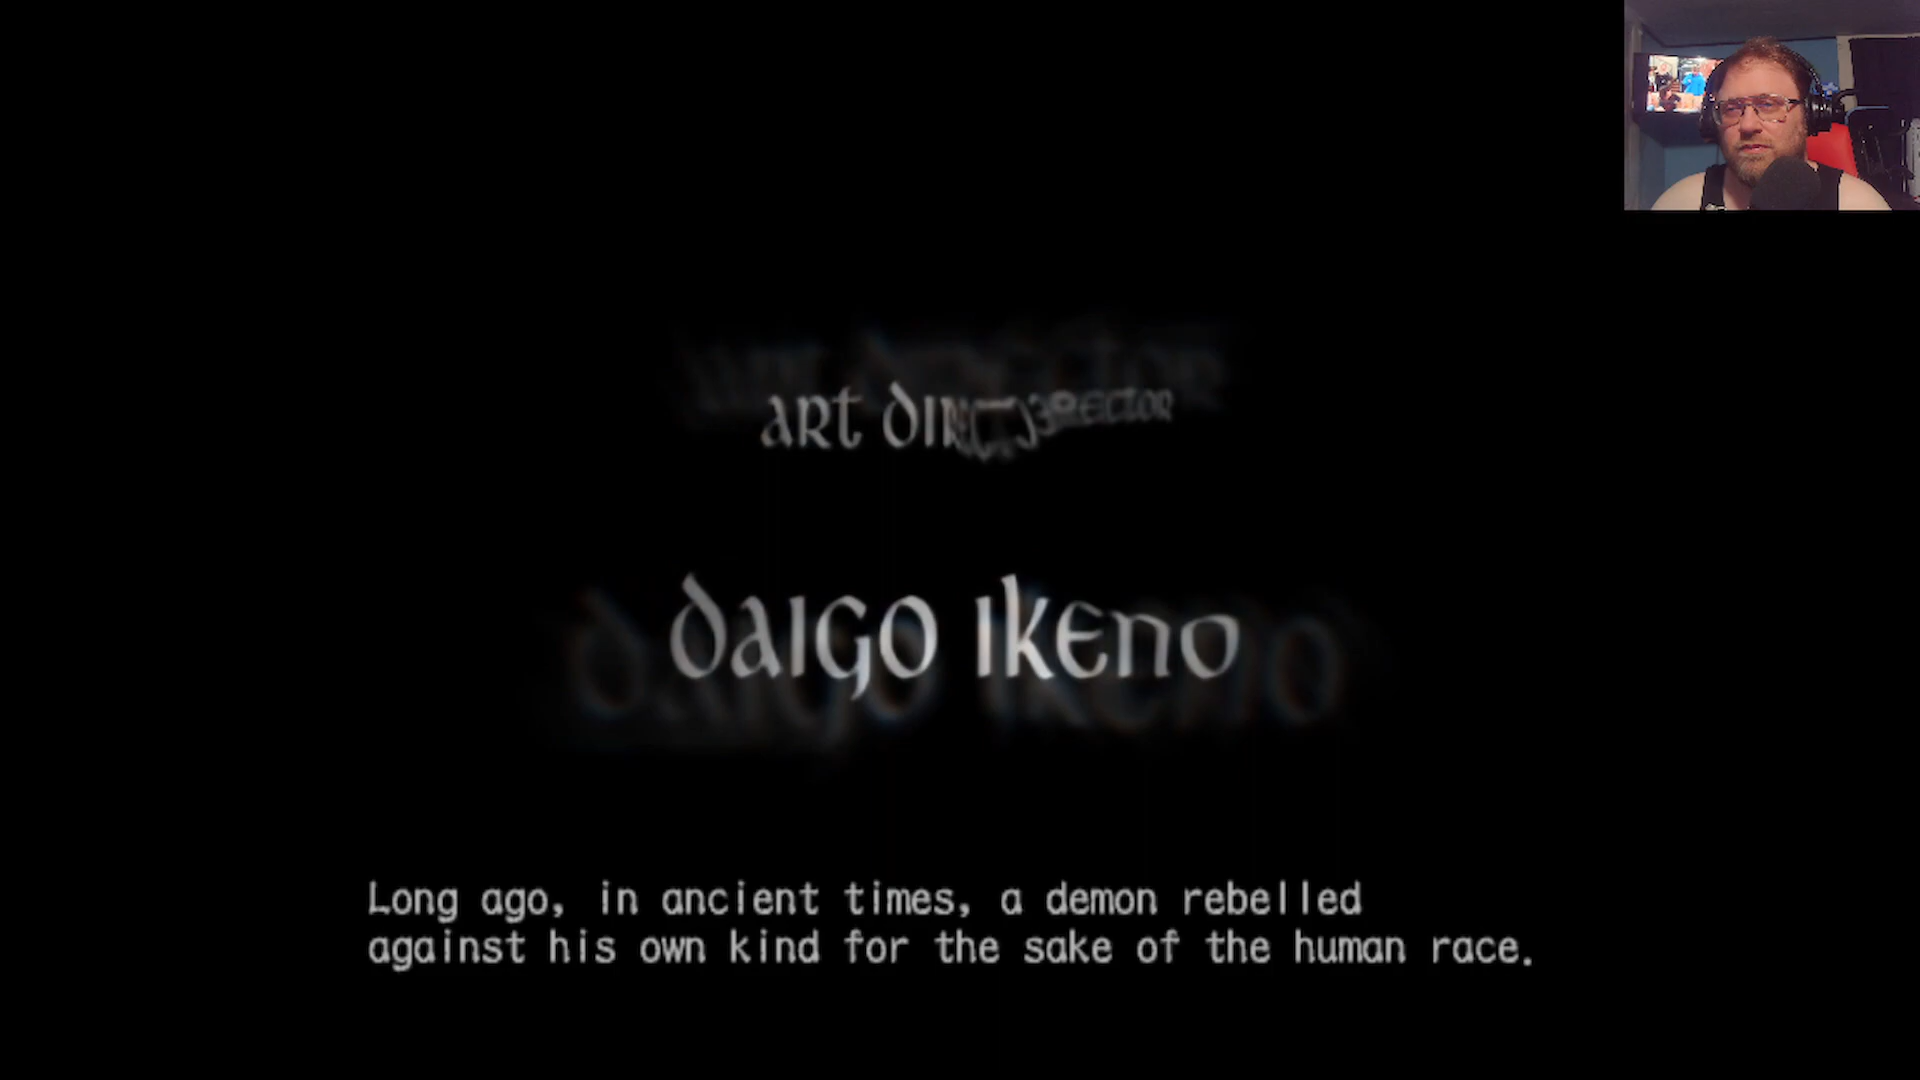 ART DIRECTOR
DAIGO IKENO
Long ago, in ancient times, a demon rebelled
against his own kind for the sake of the human race.